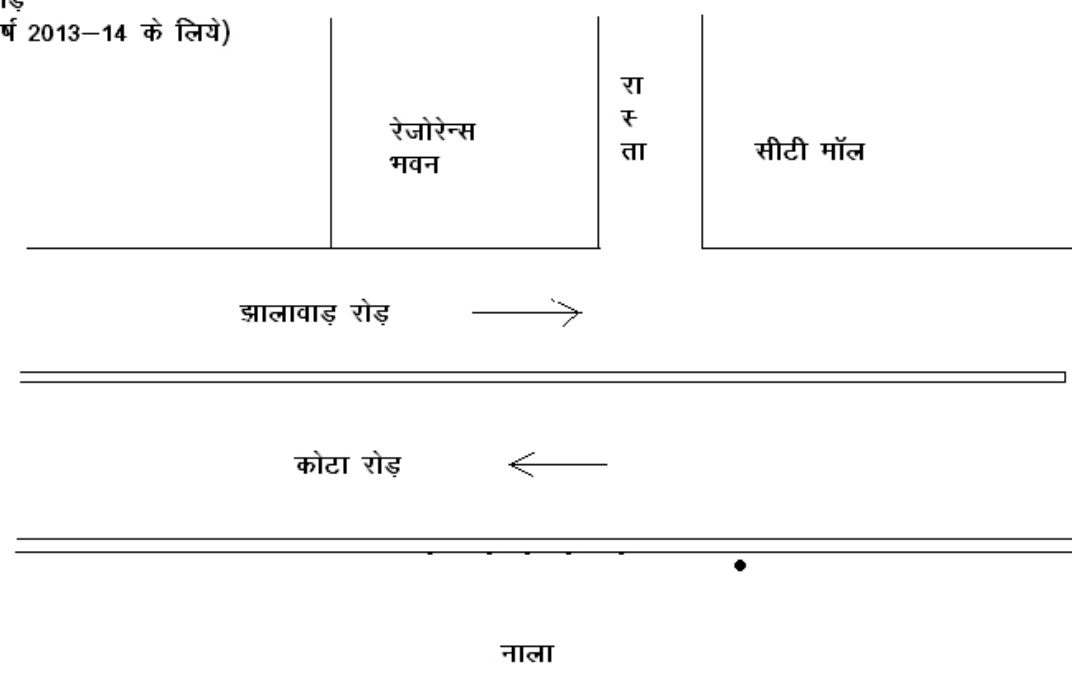 र्ष 2013–14 के लिये)
रेजोरेन्स
भवन
रा
स्
ता
सीटी मॉल
झालावाड़ रोड़
कोटा रोड़
नाला